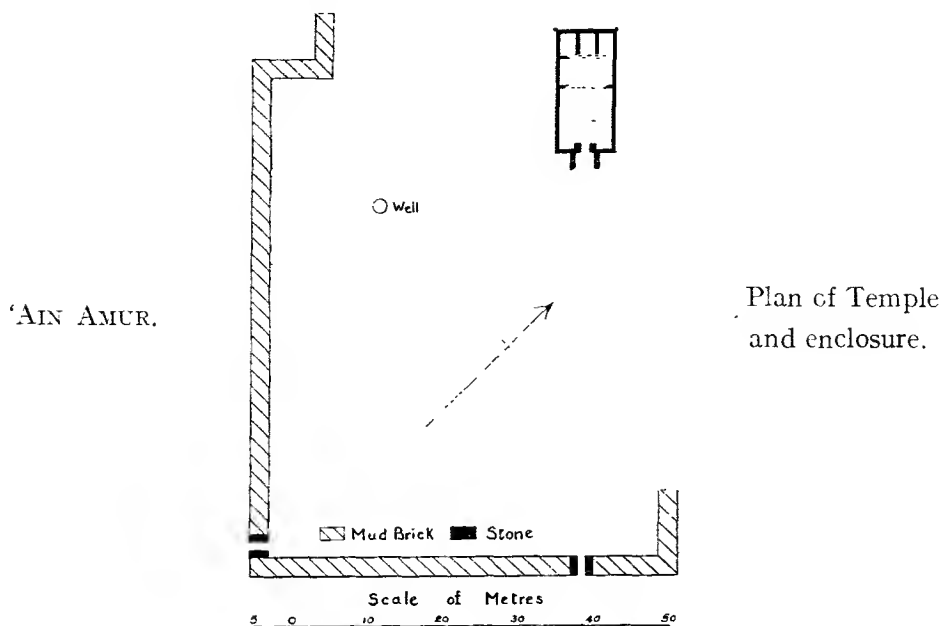 Well
‘AIN AMUR.
Plan of Temple
and enclosure.
Mud Brick Stone
Scale of Metres
5 0 10 20 30 40 50